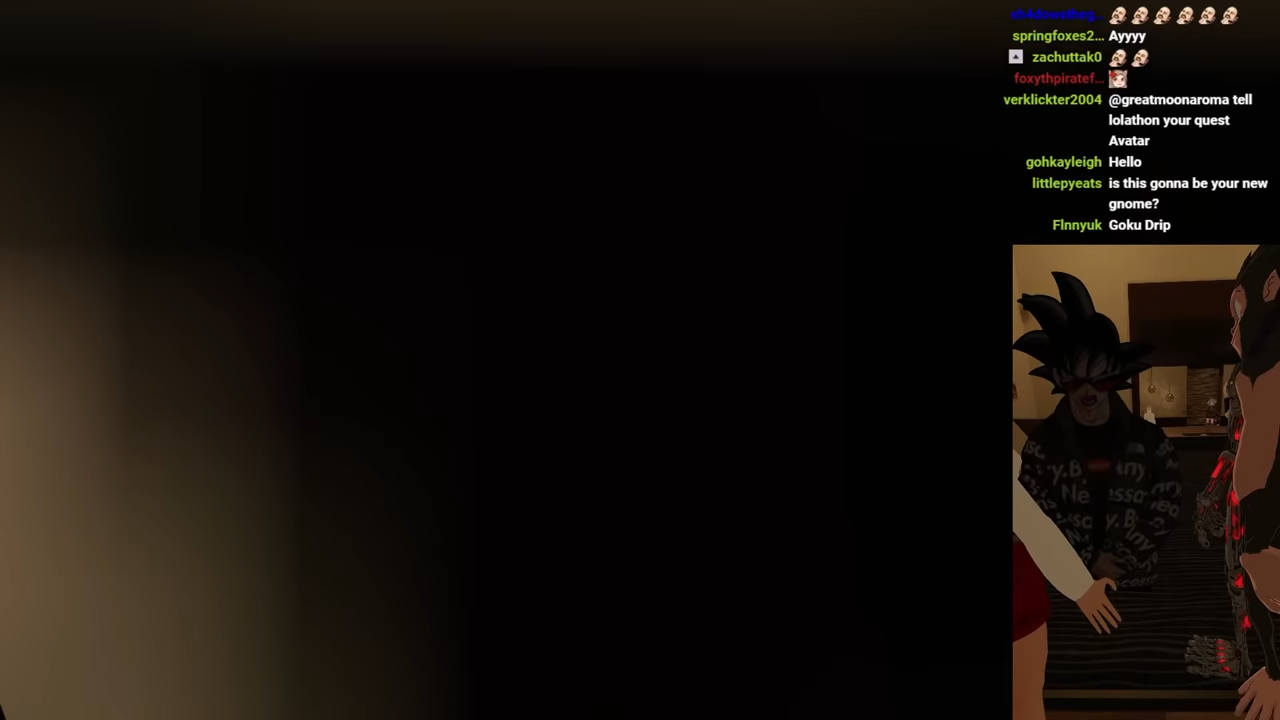 springfoxes2… Ayyyy
zachuttak0
foxythpiratef…
verklickter2004 @greatmoonaroma tell
lolathon your quest
Avatar
gohkayleigh Hello
littlepyeats is this gonna be your new
gnome?
Flnnyuk Goku Drip